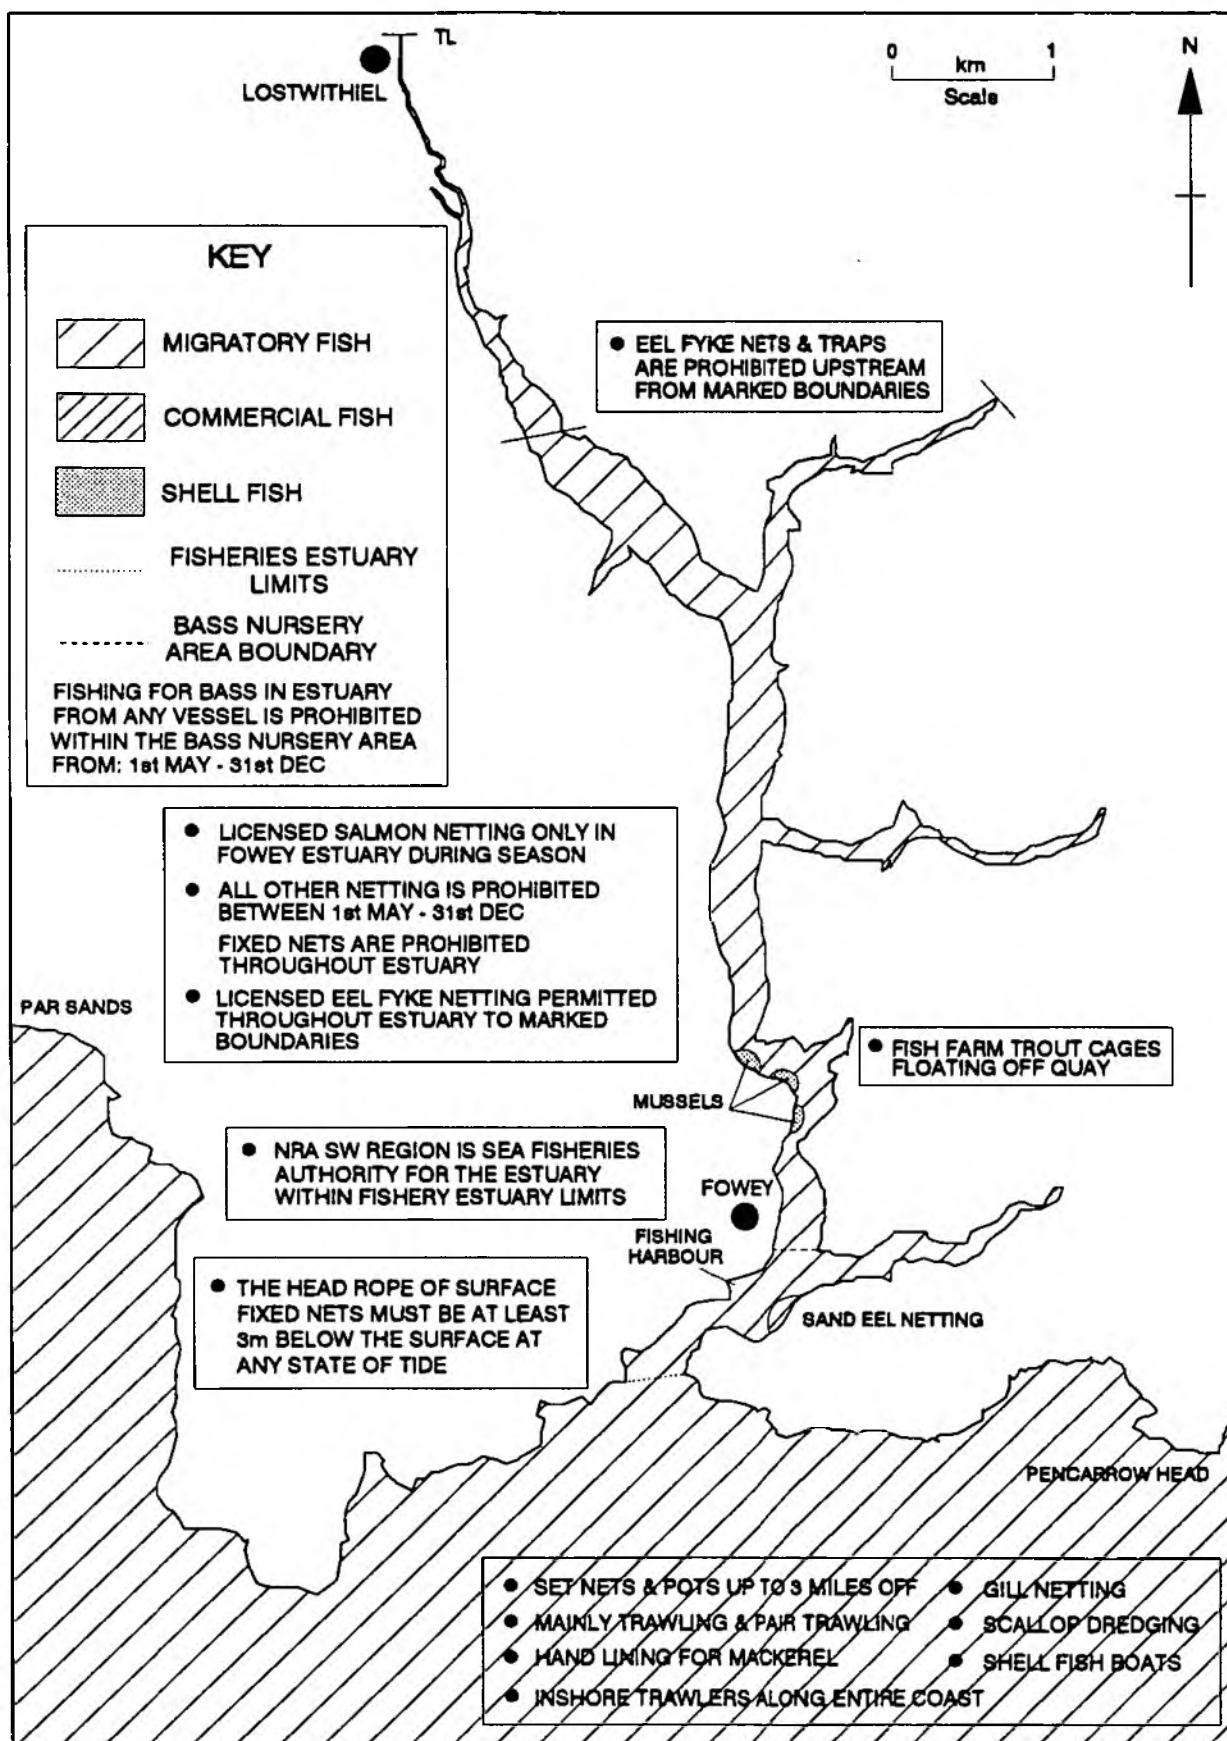 TL
LOSTWITHIEL
0 1
km
Scale
N
KEY
MIGRATORY FISH
COMMERCIAL FISH
SHELL FISH
FISHERIES ESTUARY
LIMITS
BASS NURSERY
AREA BOUNDARY
FISHING FOR BASS IN ESTUARY
FROM ANY VESSEL IS PROHIBITED
WITHIN THE BASS NURSERY AREA
FROM: 1st MAY - 31st DEC
● EEL FYKE NETS & TRAPS
ARE PROHIBITED UPSTREAM
FROM MARKED BOUNDARIES
● LICENSED SALMON NETTING ONLY IN
FOWEY ESTUARY DURING SEASON
● ALL OTHER NETTING IS PROHIBITED
BETWEEN 1st MAY - 31st DEC
FIXED NETS ARE PROHIBITED
THROUGHOUT ESTUARY
● LICENSED EEL FYKE NETTING PERMITTED
THROUGHOUT ESTUARY TO MARKED
BOUNDARIES
PAR SANDS
● FISH FARM TROUT CAGES
FLOATING OFF QUAY
MUSSELS
● NRA SW REGION IS SEA FISHERIES
AUTHORITY FOR THE ESTUARY
WITHIN FISHERY ESTUARY LIMITS
FOWEY
FISHING
HARBOUR
● THE HEAD ROPE OF SURFACE
FIXED NETS MUST BE AT LEAST
3m BELOW THE SURFACE AT
ANY STATE OF TIDE
SAND EEL NETTING
PENCARROW HEAD
● SET NETS & POTS UP TO 3 MILES OFF
● MAINLY TRAWLING & PAIR TRAWLING
● HAND LINING FOR MACKEREL
● INSHORE TRAWLERS ALONG ENTIRE COAST
● GILL NETTING
● SCALLOP DREDGING
● SHELL FISH BOATS